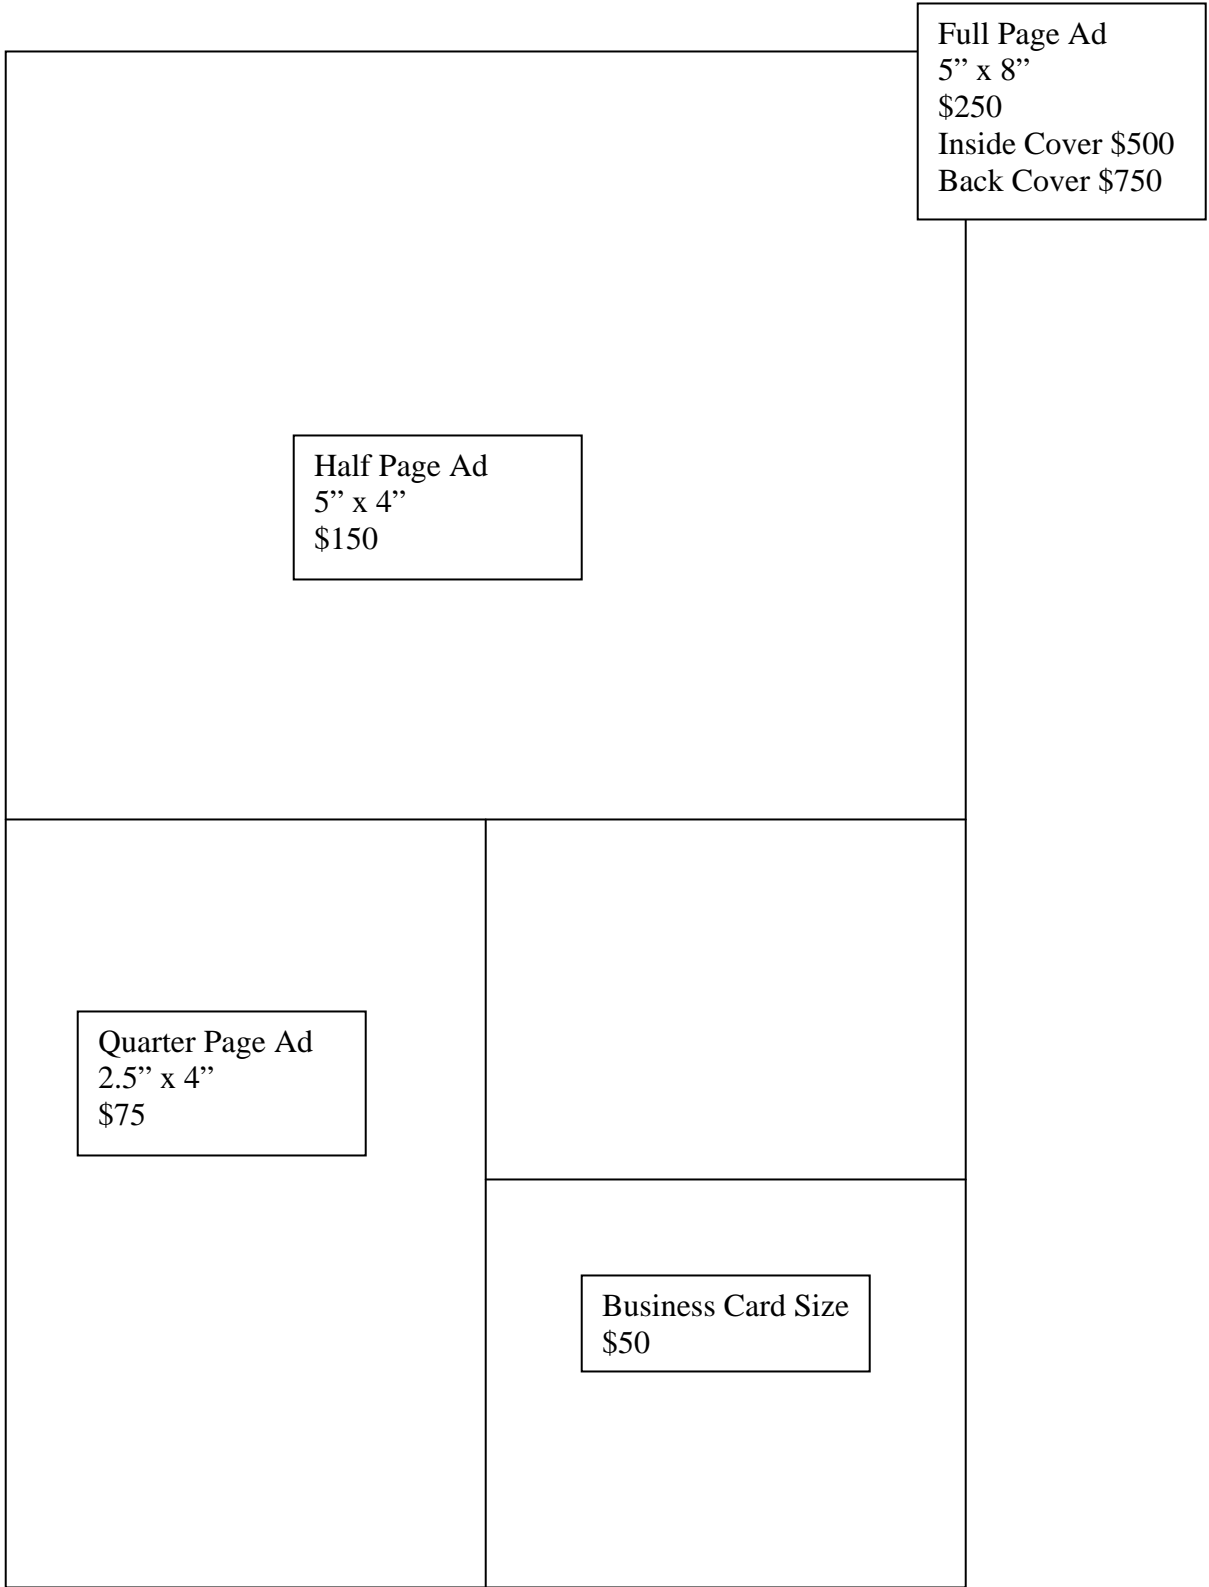 Full Page Ad
5” x 8”
$250
Inside Cover $500
Back Cover $750
Half Page Ad
5” x 4”
$150
Quarter Page Ad
2.5” x 4”
$75
Business Card Size
$50